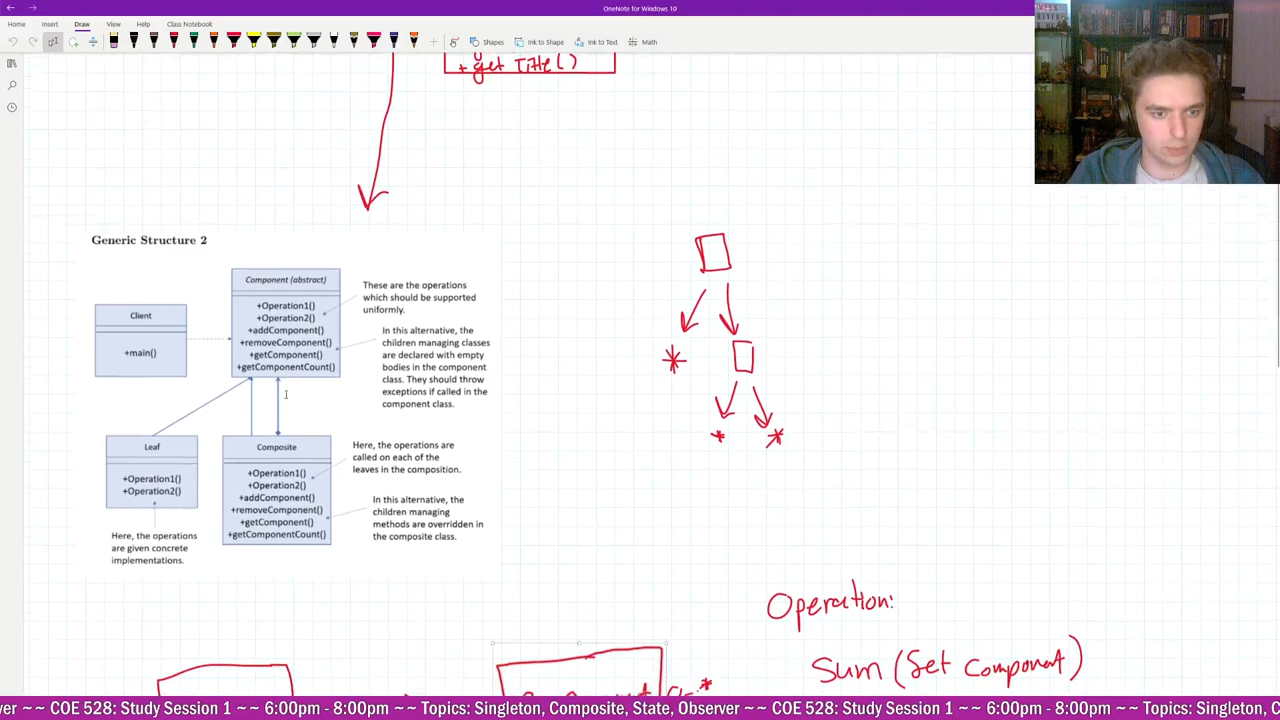 OneNote for Windows 10
Home Insert Draw View Help Class Notebook
Shapes Ink to Shape Ink to Text Math
+ get Title()
Generic Structure 2
Component (abstract)
+Operation1()
+Operation2()
+addComponent()
+removeComponent()
+getComponent()
+getComponentCount()
These are the operations
which should be supported
uniformly.
Client
+main()
In this alternative, the
children managing classes
are declared with empty
bodies in the component
class. They should throw
exceptions if called in the
component class.
Leaf
+Operation1()
+Operation2()
Composite
+Operation1()
+Operation2()
+addComponent()
+removeComponent()
+getComponent()
+getComponentCount()
Here, the operations are
called on each of the
leaves in the composition.
In this alternative, the
children managing
methods are overridden in
the composite class.
Here, the operations
are given concrete
implementations.
Operation:
Sum (Set component)
ver ~~ COE 528: Study Session 1 ~~ 6:00pm - 8:00pm ~~ Topics: Singleton, Composite, State, Observer ~~ COE 528: Study Session 1 ~~ 6:00pm - 8:00pm ~~ Topics: Singleton, C